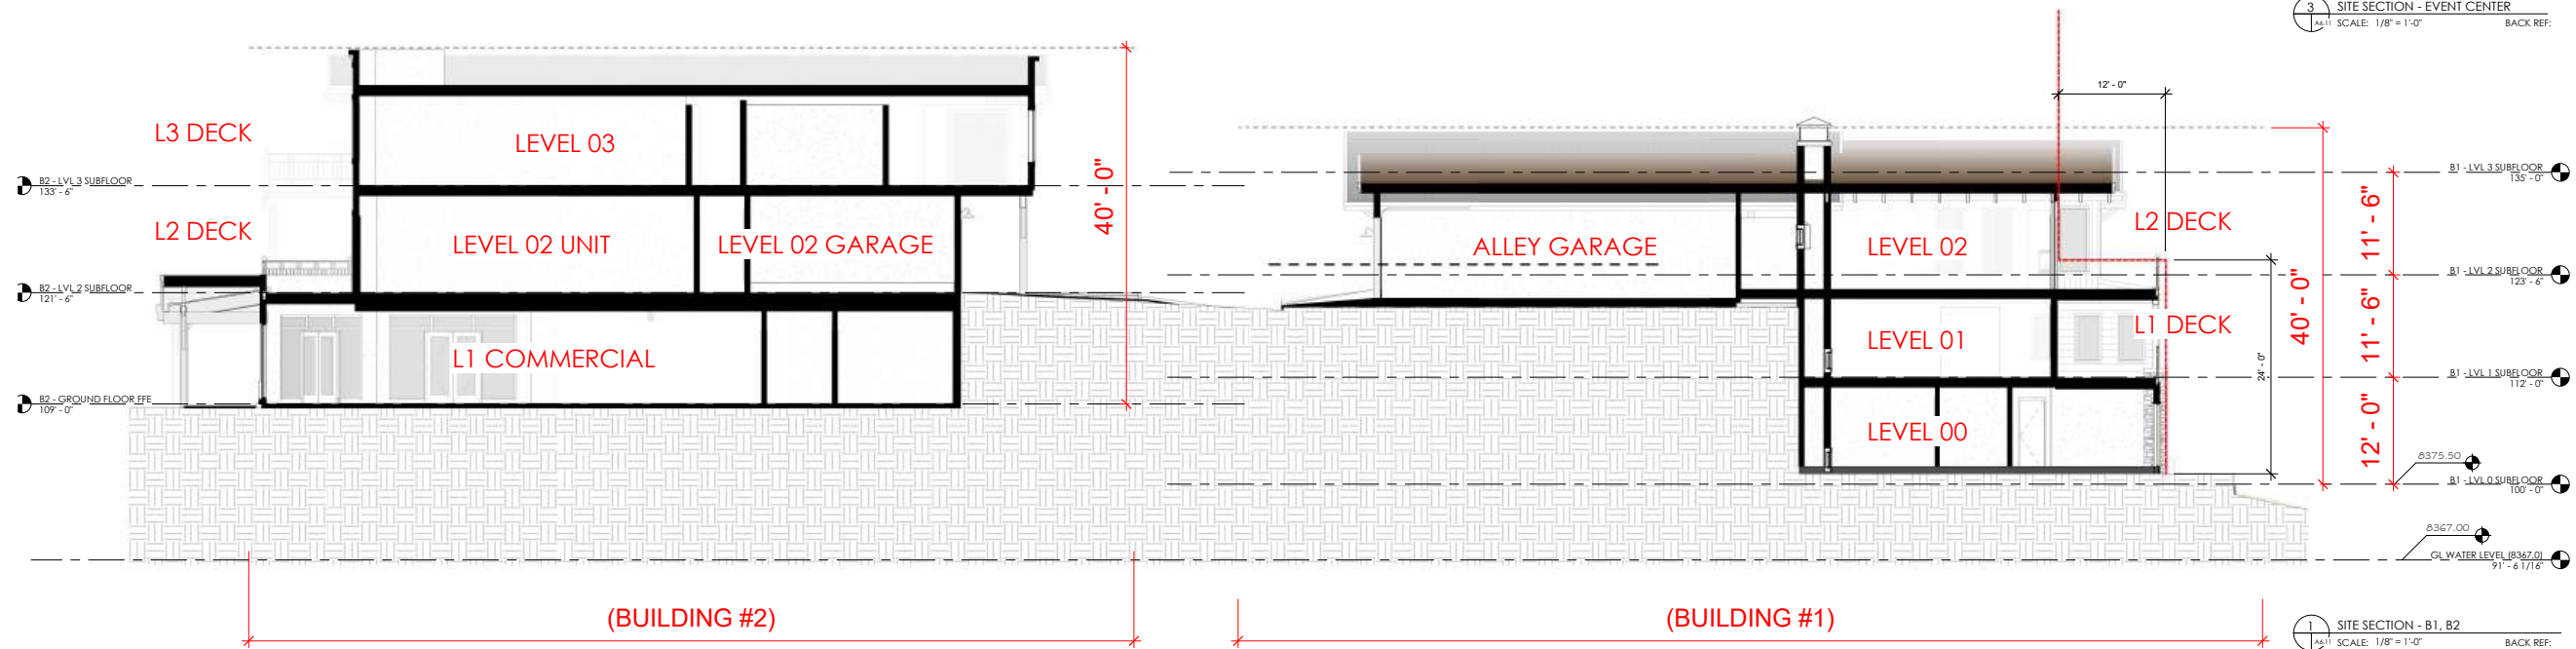 3 SITE SECTION - EVENT CENTER
A6.11 SCALE: 1/8" = 1'-0" BACK REF:
12' - 0"
L3 DECK
LEVEL 03
B2 - LVL 3 SUBFLOOR
133' - 6"
40' - 0"
B1 - LVL 3 SUBFLOOR
135' - 0"
L2 DECK
LEVEL 02 UNIT
LEVEL 02 GARAGE
ALLEY GARAGE
LEVEL 02
L2 DECK
11' - 6"
B2 - LVL 2 SUBFLOOR
121' - 6"
B1 - LVL 2 SUBFLOOR
123' - 6"
L1 COMMERCIAL
LEVEL 01
L1 DECK
24' - 0"
40' - 0"
11' - 6"
B1 - LVL 1 SUBFLOOR
112' - 0"
B2 - GROUND FLOOR FFE
109' - 0"
LEVEL 00
12' - 0"
8375.50
B1 - LVL 0 SUBFLOOR
100' - 0"
8367.00
GL WATER LEVEL (8367.0)
91' - 6 1/16"
(BUILDING #2)
(BUILDING #1)
1 SITE SECTION - B1, B2
A6.11 SCALE: 1/8" = 1'-0" BACK REF: